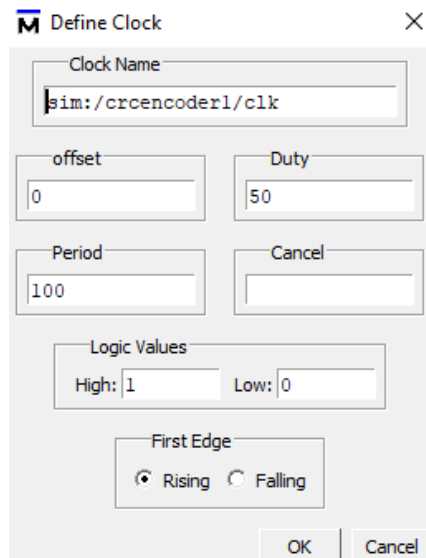 Define Clock
Clock Name
sim:/crcencoder1/clk
offset
Duty
0
50
Period
Cancel
100
Logic Values
High: 1 Low: 0
First Edge
Rising Falling
OK Cancel